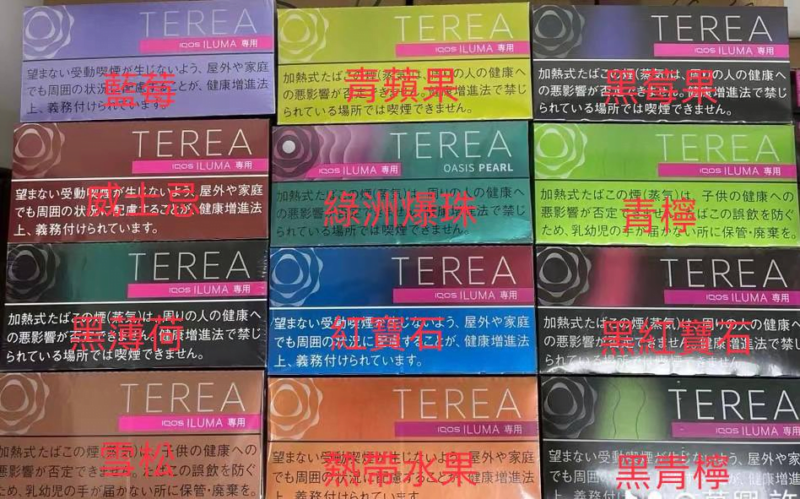 TEREA
IQOS ILUMA 専用
望まない受動喫煙が生じないよう、屋外や家庭
でも周囲の状況に配慮することが、健康増進法
上、義務付けられています。
藍莓
TEREA
IQOS ILUMA 専用
加熱式たばこの煙(蒸気)は、周りの人の健康へ
の悪影響が否定できません。健康増進法で禁じ
られている場所では喫煙できません。
青蘋果
TEREA
IQOS ILUMA 専用
加熱式たばこの煙(蒸気)は、周りの人の健康へ
の悪影響が否定できません。健康増進法で禁じ
られている場所では喫煙できません。
黑莓果
TEREA
IQOS ILUMA 専用
望まない受動喫煙が生じないよう、屋外や家庭
でも周囲の状況に配慮することが、健康増進法
上、義務付けられています。
威士忌
TEREA
OASIS PEARL
IQOS ILUMA 専用
加熱式たばこの煙(蒸気)は、周りの人の健康へ
の悪影響が否定できません。健康増進法で禁じ
られている場所では喫煙できません。
綠洲爆珠
TEREA
IQOS ILUMA 専用
加熱式たばこの煙(蒸気)は、子供の健康へ
の悪影響が否定できません。たばこの誤飲を防ぐ
ため、乳幼児の手が届かない所に保管・廃棄を。
青檸
TEREA
IQOS ILUMA 専用
加熱式たばこの煙(蒸気)は、周りの人の健康へ
の悪影響が否定できません。健康増進法で禁じ
られている場所では喫煙できません。
黑薄荷
TEREA
IQOS ILUMA 専用
望まない受動喫煙が生じないよう、屋外や家庭
でも周囲の状況に配慮することが、健康増進法
上、義務付けられています。
紅寶石
TEREA
IQOS ILUMA 専用
加熱式たばこの煙(蒸気)は、周りの人の健康へ
の悪影響が否定できません。健康増進法で禁じ
られている場所では喫煙できません。
黑紅寶石
TEREA
IQOS ILUMA 専用
加熱式たばこの煙(蒸気)は、子供の健康へ
の悪影響が否定できません。たばこの誤飲を防ぐ
ため、乳幼児の手が届かない所に保管・廃棄を。
雪松
TEREA
IQOS ILUMA 専用
望まない受動喫煙が生じないよう、屋外や家庭
でも周囲の状況に配慮することが、健康増進法
上、義務付けられています。
熱帶水果
TEREA
IQOS ILUMA 専用
望まない受動喫煙が生じないよう、屋外や家庭
でも周囲の状況に配慮することが、健康増進法
上、義務付けられています。
黑青檸